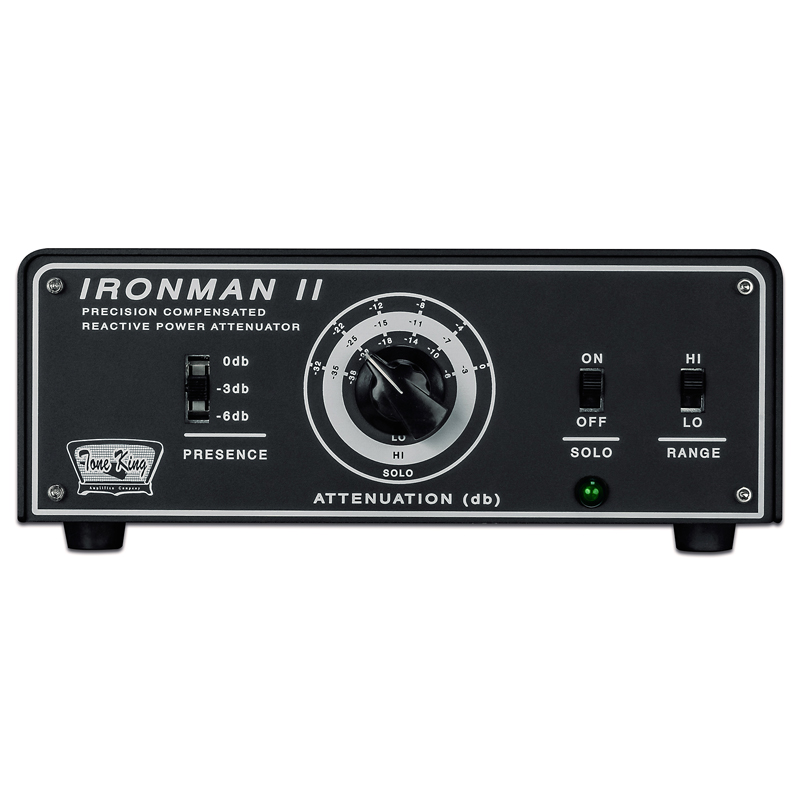 IRONMAN II
PRECISION COMPENSATED
REACTIVE POWER ATTENUATOR
0db
-3db
-6db
PRESENCE
Tone King
Amplifier Company
-32 -22 -12 -8 -4 0
-35 -25 -15 -11 -7 -3
-38 -18 -14 -10 -6
LO
HI
SOLO
ATTENUATION (db)
ON
OFF
SOLO
HI
LO
RANGE